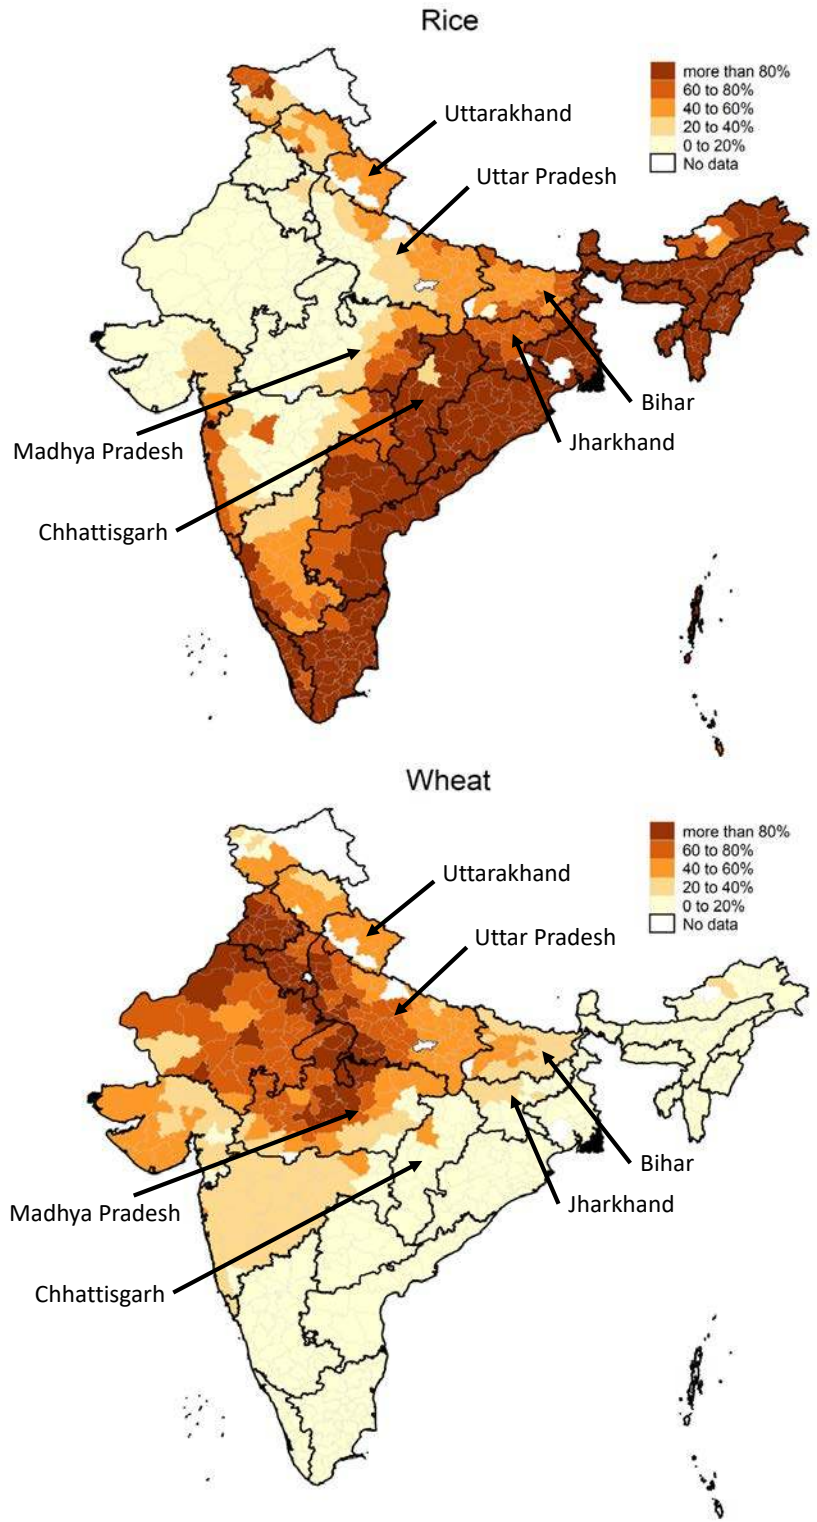 Rice
more than 80%
60 to 80%
40 to 60%
20 to 40%
0 to 20%
No data
Uttarakhand
Uttar Pradesh
Bihar
Jharkhand
Madhya Pradesh
Chhattisgarh
Wheat
more than 80%
60 to 80%
40 to 60%
20 to 40%
0 to 20%
No data
Uttarakhand
Uttar Pradesh
Bihar
Jharkhand
Madhya Pradesh
Chhattisgarh